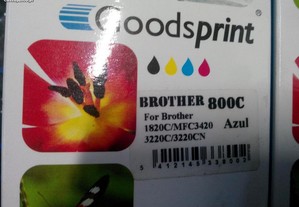 Goodsprint
BROTHER 800C
For Brother
1820C/MFC3420 Azul
3220C/3220CN